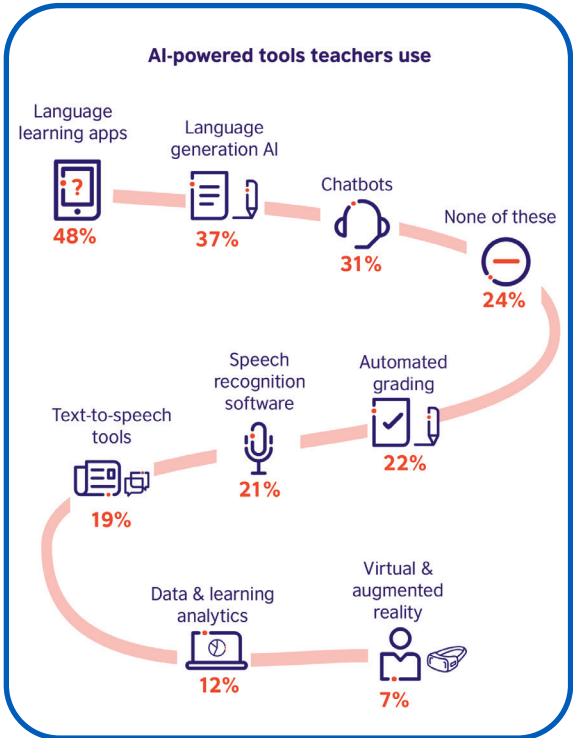 AI-powered tools teachers use
Language
learning apps
?
48%
Language
generation AI
37%
Chatbots
31%
None of these
24%
Automated
grading
22%
Speech
recognition
software
21%
Text-to-speech
tools
19%
Data & learning
analytics
12%
Virtual &
augmented
reality
7%